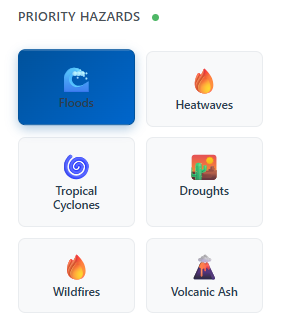 PRIORITY HAZARDS
Floods
Heatwaves
Tropical
Cyclones
Droughts
Wildfires
Volcanic Ash